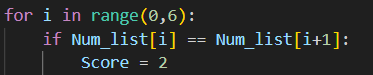 for i in range(0,6):
    if Num_list[i] == Num_list[i+1]:
        Score = 2